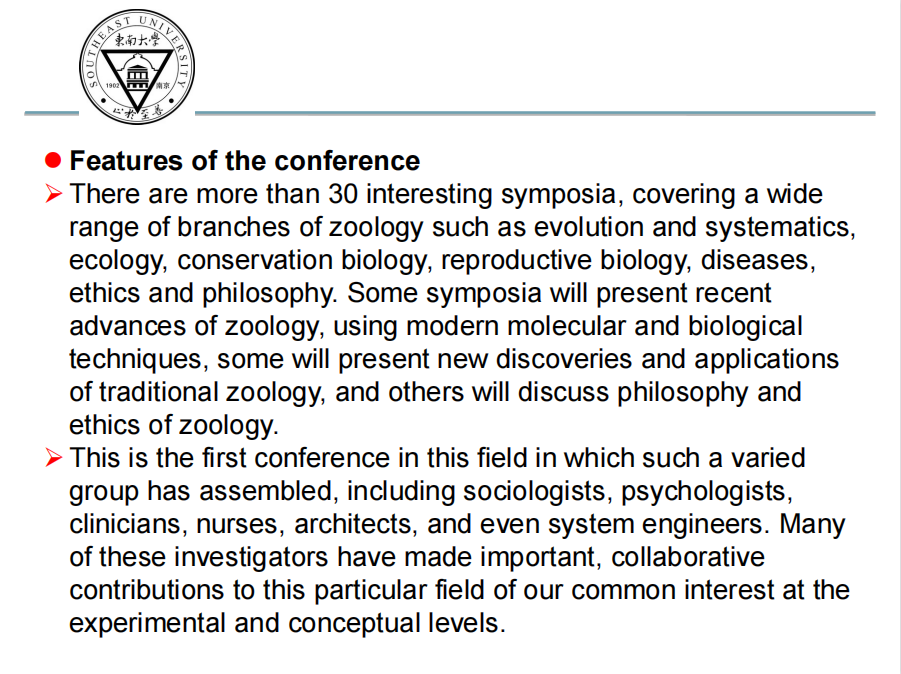 SOUTHEAST UNIVERSITY
東南大學
1902 南京
止於至善
Features of the conference
There are more than 30 interesting symposia, covering a wide
range of branches of zoology such as evolution and systematics,
ecology, conservation biology, reproductive biology, diseases,
ethics and philosophy. Some symposia will present recent
advances of zoology, using modern molecular and biological
techniques, some will present new discoveries and applications
of traditional zoology, and others will discuss philosophy and
ethics of zoology.
This is the first conference in this field in which such a varied
group has assembled, including sociologists, psychologists,
clinicians, nurses, architects, and even system engineers. Many
of these investigators have made important, collaborative
contributions to this particular field of our common interest at the
experimental and conceptual levels.